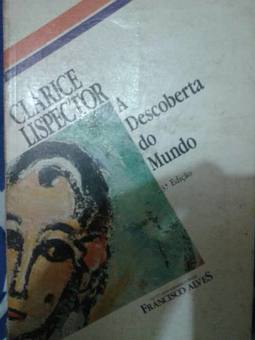 CLARICE
LISPECTOR
A
Descoberta
do
Mundo
Edição
FRANCISCO ALVES